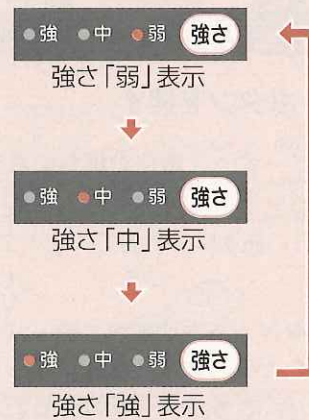 強 中 弱 強さ
強さ「弱」表示
強 中 弱 強さ
強さ「中」表示
強 中 弱 強さ
強さ「強」表示